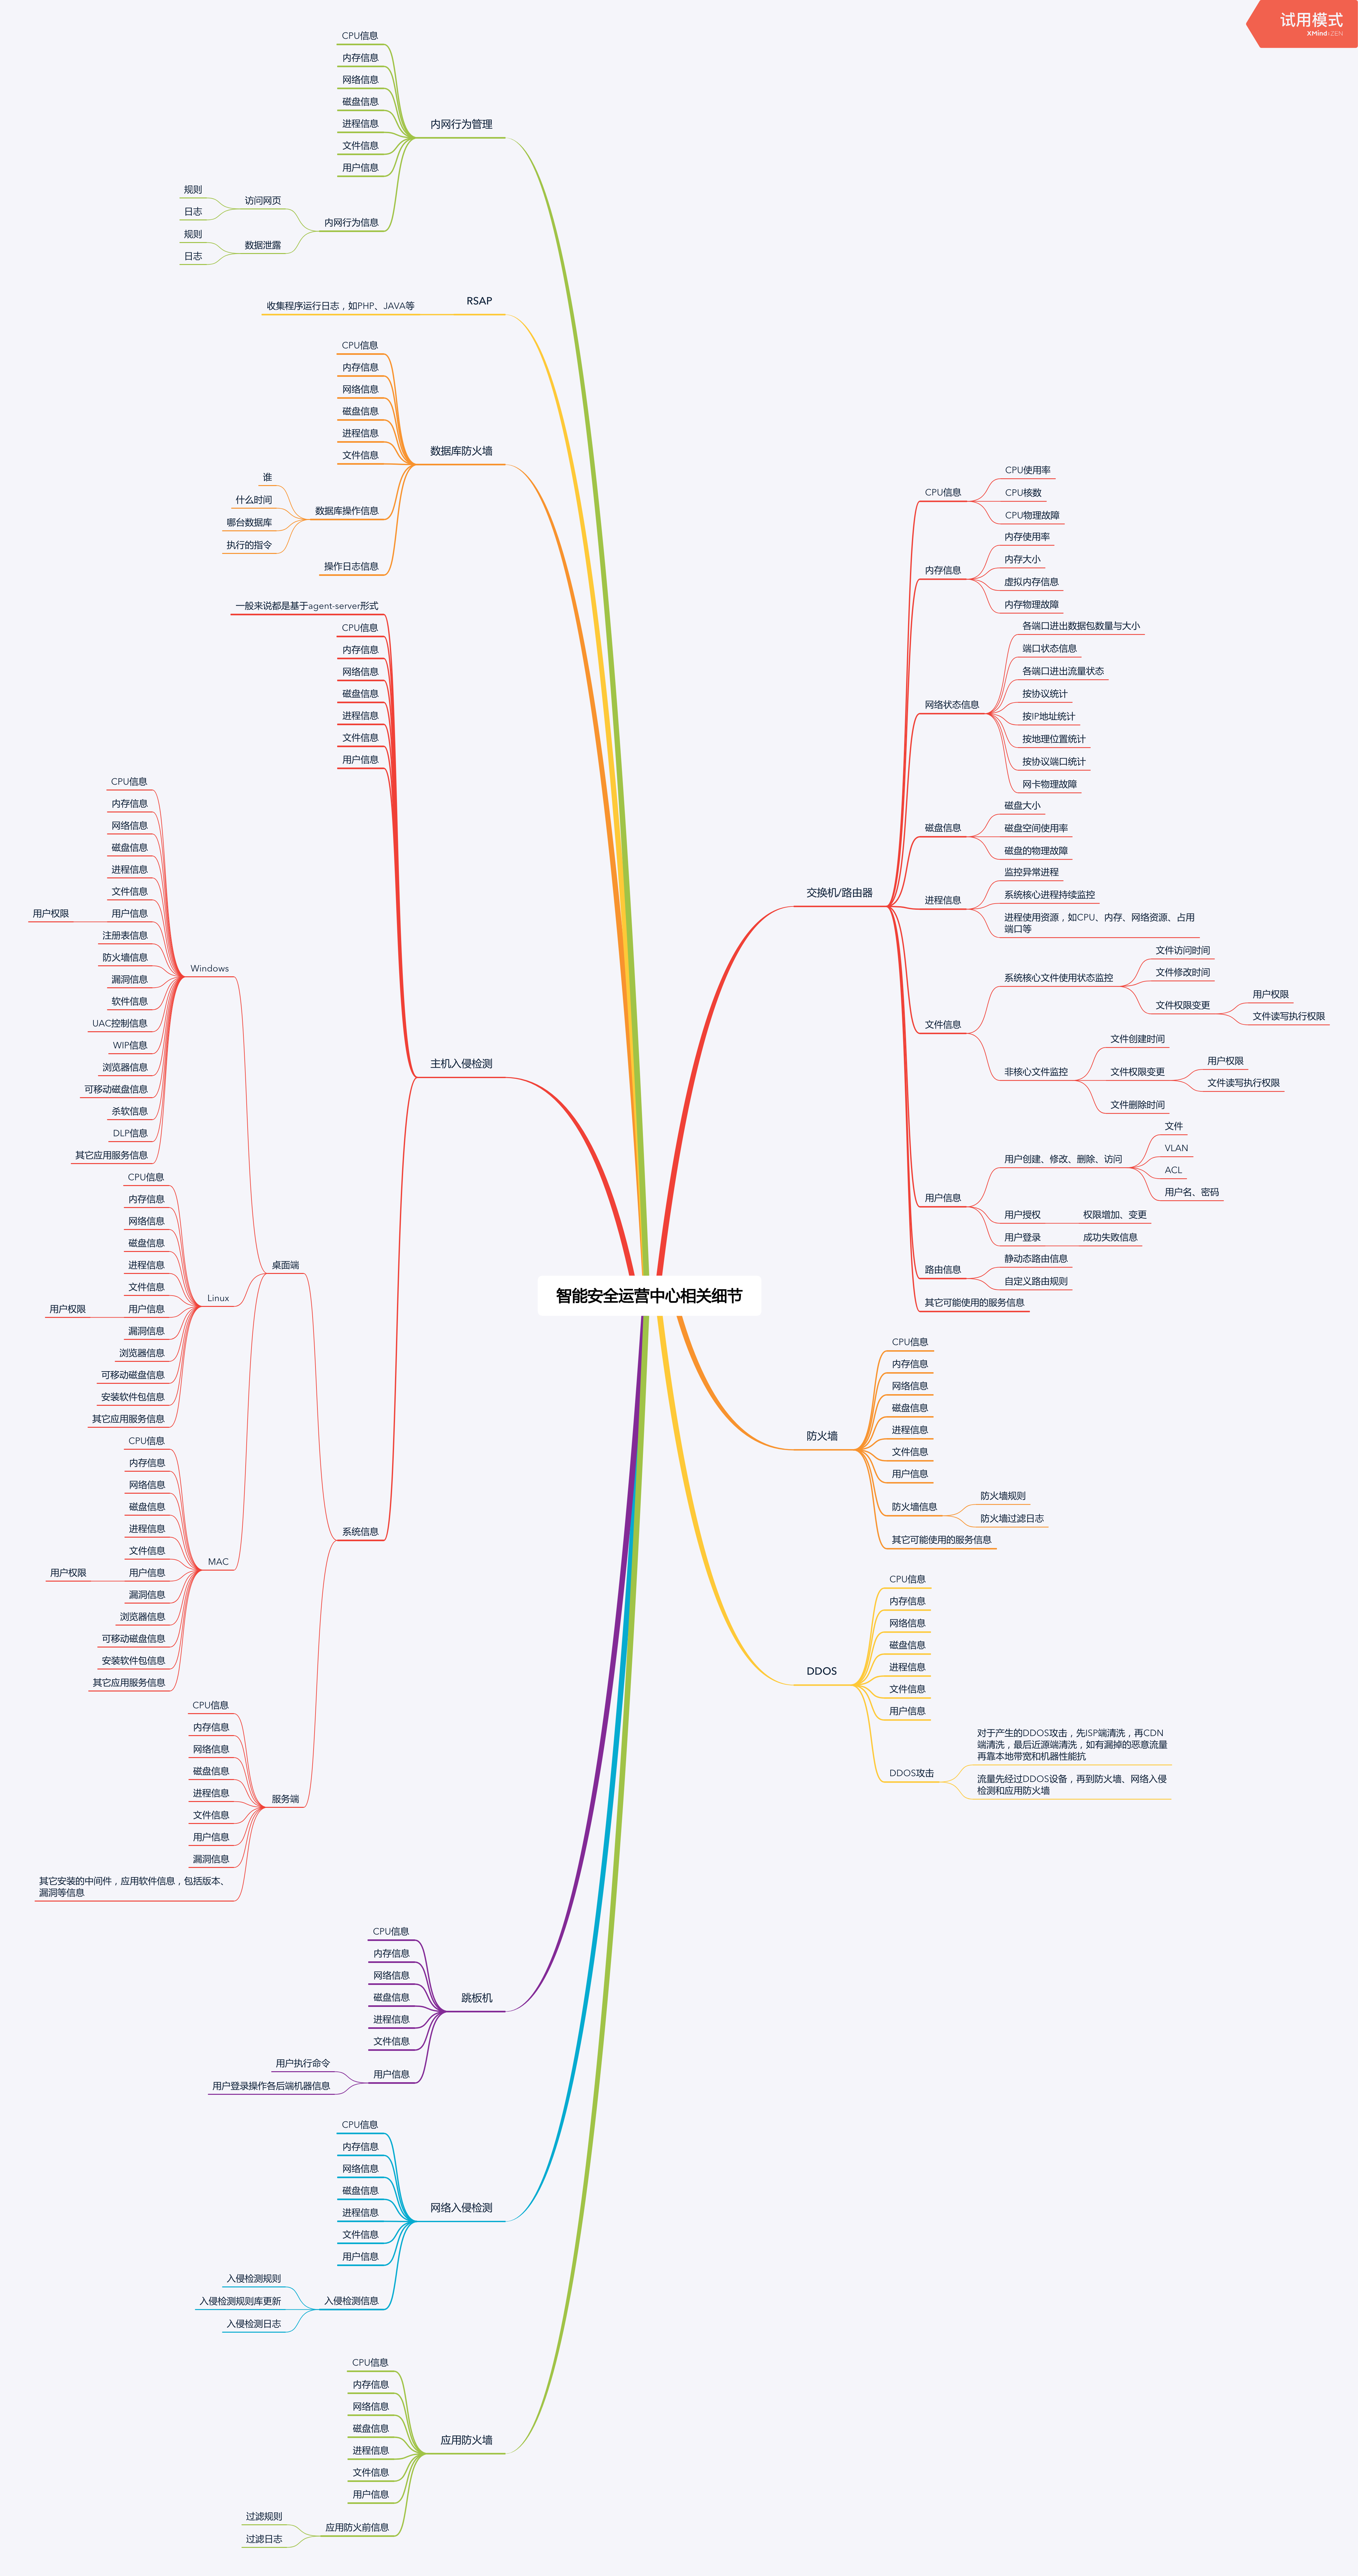 试用模式
XMind:ZEN
智能安全运营中心相关细节
交换机/路由器
CPU信息
CPU使用率
CPU核数
CPU物理故障
内存信息
内存使用率
内存大小
虚拟内存信息
内存物理故障
网络状态信息
各端口进出数据包数量与大小
端口状态信息
各端口进出流量状态
按协议统计
按IP地址统计
按地理位置统计
按协议端口统计
网卡物理故障
磁盘信息
磁盘大小
磁盘空间使用率
磁盘的物理故障
进程信息
监控异常进程
系统核心进程持续监控
进程使用资源，如CPU、内存、网络资源、占用
端口等
文件信息
系统核心文件使用状态监控
文件访问时间
文件修改时间
文件权限变更
用户权限
文件读写执行权限
非核心文件监控
文件创建时间
文件权限变更
用户权限
文件读写执行权限
文件删除时间
用户信息
用户创建、修改、删除、访问
文件
VLAN
ACL
用户名、密码
用户授权
权限增加、变更
用户登录
成功失败信息
路由信息
静动态路由信息
自定义路由规则
其它可能使用的服务信息
防火墙
CPU信息
内存信息
网络信息
磁盘信息
进程信息
文件信息
用户信息
防火墙信息
防火墙规则
防火墙过滤日志
其它可能使用的服务信息
DDOS
CPU信息
内存信息
网络信息
磁盘信息
进程信息
文件信息
用户信息
DDOS攻击
对于产生的DDOS攻击，先ISP端清洗，再CDN
端清洗，最后近源端清洗，如有漏掉的恶意流量
再靠本地带宽和机器性能抗
流量先经过DDOS设备，再到防火墙、网络入侵
检测和应用防火墙
内网行为管理
CPU信息
内存信息
网络信息
磁盘信息
进程信息
文件信息
用户信息
内网行为信息
访问网页
规则
日志
数据泄露
规则
日志
RSAP
收集程序运行日志，如PHP、JAVA等
数据库防火墙
CPU信息
内存信息
网络信息
磁盘信息
进程信息
文件信息
数据库操作信息
谁
什么时间
哪台数据库
执行的指令
操作日志信息
主机入侵检测
一般来说都是基于agent-server形式
CPU信息
内存信息
网络信息
磁盘信息
进程信息
文件信息
用户信息
系统信息
桌面端
Windows
CPU信息
内存信息
网络信息
磁盘信息
进程信息
文件信息
用户信息
用户权限
注册表信息
防火墙信息
漏洞信息
软件信息
UAC控制信息
WIP信息
浏览器信息
可移动磁盘信息
杀软信息
DLP信息
其它应用服务信息
Linux
CPU信息
内存信息
网络信息
磁盘信息
进程信息
文件信息
用户信息
用户权限
漏洞信息
浏览器信息
可移动磁盘信息
安装软件包信息
其它应用服务信息
MAC
CPU信息
内存信息
网络信息
磁盘信息
进程信息
文件信息
用户信息
用户权限
漏洞信息
浏览器信息
可移动磁盘信息
安装软件包信息
其它应用服务信息
服务端
CPU信息
内存信息
网络信息
磁盘信息
进程信息
文件信息
用户信息
漏洞信息
其它安装的中间件，应用软件信息，包括版本、
漏洞等信息
跳板机
CPU信息
内存信息
网络信息
磁盘信息
进程信息
文件信息
用户信息
用户执行命令
用户登录操作各后端机器信息
网络入侵检测
CPU信息
内存信息
网络信息
磁盘信息
进程信息
文件信息
用户信息
入侵检测信息
入侵检测规则
入侵检测规则库更新
入侵检测日志
应用防火墙
CPU信息
内存信息
网络信息
磁盘信息
进程信息
文件信息
用户信息
应用防火前信息
过滤规则
过滤日志